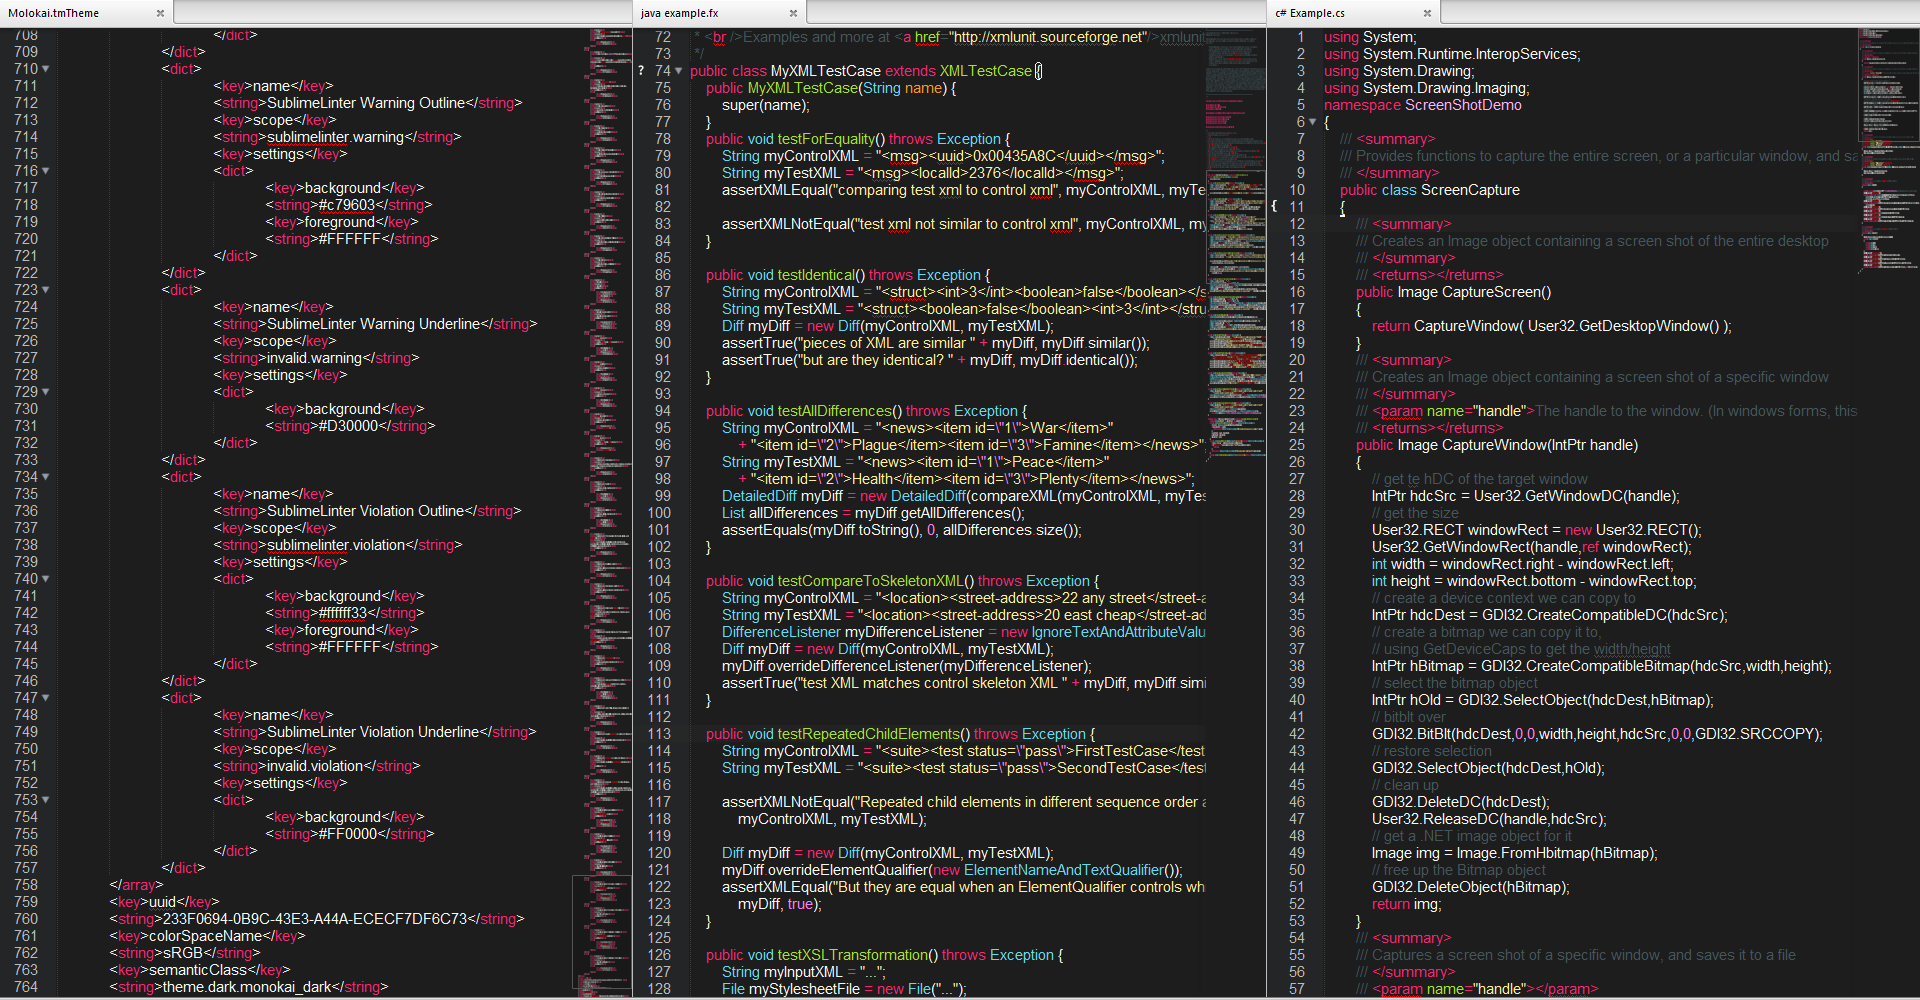 Molokai.tmTheme
708 </dict>
709 </dict>
710 <dict>
711 <key>name</key>
712 <string>SublimeLinter Warning Outline</string>
713 <key>scope</key>
714 <string>sublimelinter.warning</string>
715 <key>settings</key>
716 <dict>
717 <key>background</key>
718 <string>#c79603</string>
719 <key>foreground</key>
720 <string>#FFFFFF</string>
721 </dict>
722 </dict>
723 <dict>
724 <key>name</key>
725 <string>SublimeLinter Warning Underline</string>
726 <key>scope</key>
727 <string>invalid.warning</string>
728 <key>settings</key>
729 <dict>
730 <key>background</key>
731 <string>#D30000</string>
732 </dict>
733 </dict>
734 <dict>
735 <key>name</key>
736 <string>SublimeLinter Violation Outline</string>
737 <key>scope</key>
738 <string>sublimelinter.violation</string>
739 <key>settings</key>
740 <dict>
741 <key>background</key>
742 <string>#ffffff33</string>
743 <key>foreground</key>
744 <string>#FFFFFF</string>
745 </dict>
746 </dict>
747 <dict>
748 <key>name</key>
749 <string>SublimeLinter Violation Underline</string>
750 <key>scope</key>
751 <string>invalid.violation</string>
752 <key>settings</key>
753 <dict>
754 <key>background</key>
755 <string>#FF0000</string>
756 </dict>
757 </dict>
758 </array>
759 <key>uuid</key>
760 <string>233F0694-0B9C-43E3-A44A-ECECF7DF6C73</string>
761 <key>colorSpaceName</key>
762 <string>sRGB</string>
763 <key>semanticClass</key>
764 <string>theme.dark.monokai_dark</string>
java example.fx
72 * <br />Examples and more at <a href="http://xmlunit.sourceforge.net"/>xmlunit
73 */
? 74 public class MyXMLTestCase extends XMLTestCase {
75 public MyXMLTestCase(String name) {
76 super(name);
77 }
78 public void testForEquality() throws Exception {
79 String myControlXML = "<msg><uuid>0x00435A8C</uuid></msg>";
80 String myTestXML = "<msg><localId>2376</localId></msg>";
81 assertXMLEqual("comparing test xml to control xml", myControlXML, myTe
82
83 assertXMLNotEqual("test xml not similar to control xml", myControlXML, my
84 }
85
86 public void testIdentical() throws Exception {
87 String myControlXML = "<struct><int>3</int><boolean>false</boolean></s
88 String myTestXML = "<struct><boolean>false</boolean><int>3</int></stru
89 Diff myDiff = new Diff(myControlXML, myTestXML);
90 assertTrue("pieces of XML are similar " + myDiff, myDiff.similar());
91 assertTrue("but are they identical? " + myDiff, myDiff.identical());
92 }
93
94 public void testAllDifferences() throws Exception {
95 String myControlXML = "<news><item id=\"1\">War</item>"
96 + "<item id=\"2\">Plague</item><item id=\"3\">Famine</item></news>"
97 String myTestXML = "<news><item id=\"1\">Peace</item>"
98 + "<item id=\"2\">Health</item><item id=\"3\">Plenty</item></news>";
99 DetailedDiff myDiff = new DetailedDiff(compareXML(myControlXML, myTes
100 List allDifferences = myDiff.getAllDifferences();
101 assertEquals(myDiff.toString(), 0, allDifferences.size());
102 }
103
104 public void testCompareToSkeletonXML() throws Exception {
105 String myControlXML = "<location><street-address>22 any street</street-a
106 String myTestXML = "<location><street-address>20 east cheap</street-ad
107 DifferenceListener myDifferenceListener = new IgnoreTextAndAttributeValu
108 Diff myDiff = new Diff(myControlXML, myTestXML);
109 myDiff.overrideDifferenceListener(myDifferenceListener);
110 assertTrue("test XML matches control skeleton XML " + myDiff, myDiff.simi
111 }
112
113 public void testRepeatedChildElements() throws Exception {
114 String myControlXML = "<suite><test status=\"pass\">FirstTestCase</test
115 String myTestXML = "<suite><test status=\"pass\">SecondTestCase</test
116
117 assertXMLNotEqual("Repeated child elements in different sequence order a
118 myControlXML, myTestXML);
119
120 Diff myDiff = new Diff(myControlXML, myTestXML);
121 myDiff.overrideElementQualifier(new ElementNameAndTextQualifier());
122 assertXMLEqual("But they are equal when an ElementQualifier controls wh
123 myDiff, true);
124 }
125
126 public void testXSLTransformation() throws Exception {
127 String myInputXML = "...";
128 File myStylesheetFile = new File("...");
c# Example.cs
1 using System;
2 using System.Runtime.InteropServices;
3 using System.Drawing;
4 using System.Drawing.Imaging;
5 namespace ScreenShotDemo
6 {
7 /// <summary>
8 /// Provides functions to capture the entire screen, or a particular window, and sa
9 /// </summary>
10 public class ScreenCapture
{ 11 {
12 /// <summary>
13 /// Creates an Image object containing a screen shot of the entire desktop
14 /// </summary>
15 /// <returns></returns>
16 public Image CaptureScreen()
17 {
18 return CaptureWindow( User32.GetDesktopWindow() );
19 }
20 /// <summary>
21 /// Creates an Image object containing a screen shot of a specific window
22 /// </summary>
23 /// <param name="handle">The handle to the window. (In windows forms, this
24 /// <returns></returns>
25 public Image CaptureWindow(IntPtr handle)
26 {
27 // get te hDC of the target window
28 IntPtr hdcSrc = User32.GetWindowDC(handle);
29 // get the size
30 User32.RECT windowRect = new User32.RECT();
31 User32.GetWindowRect(handle,ref windowRect);
32 int width = windowRect.right - windowRect.left;
33 int height = windowRect.bottom - windowRect.top;
34 // create a device context we can copy to
35 IntPtr hdcDest = GDI32.CreateCompatibleDC(hdcSrc);
36 // create a bitmap we can copy it to,
37 // using GetDeviceCaps to get the width/height
38 IntPtr hBitmap = GDI32.CreateCompatibleBitmap(hdcSrc,width,height);
39 // select the bitmap object
40 IntPtr hOld = GDI32.SelectObject(hdcDest,hBitmap);
41 // bitblt over
42 GDI32.BitBlt(hdcDest,0,0,width,height,hdcSrc,0,0,GDI32.SRCCOPY);
43 // restore selection
44 GDI32.SelectObject(hdcDest,hOld);
45 // clean up
46 GDI32.DeleteDC(hdcDest);
47 User32.ReleaseDC(handle,hdcSrc);
48 // get a .NET image object for it
49 Image img = Image.FromHbitmap(hBitmap);
50 // free up the Bitmap object
51 GDI32.DeleteObject(hBitmap);
52 return img;
53 }
54 /// <summary>
55 /// Captures a screen shot of a specific window, and saves it to a file
56 /// </summary>
57 /// <param name="handle"></param>